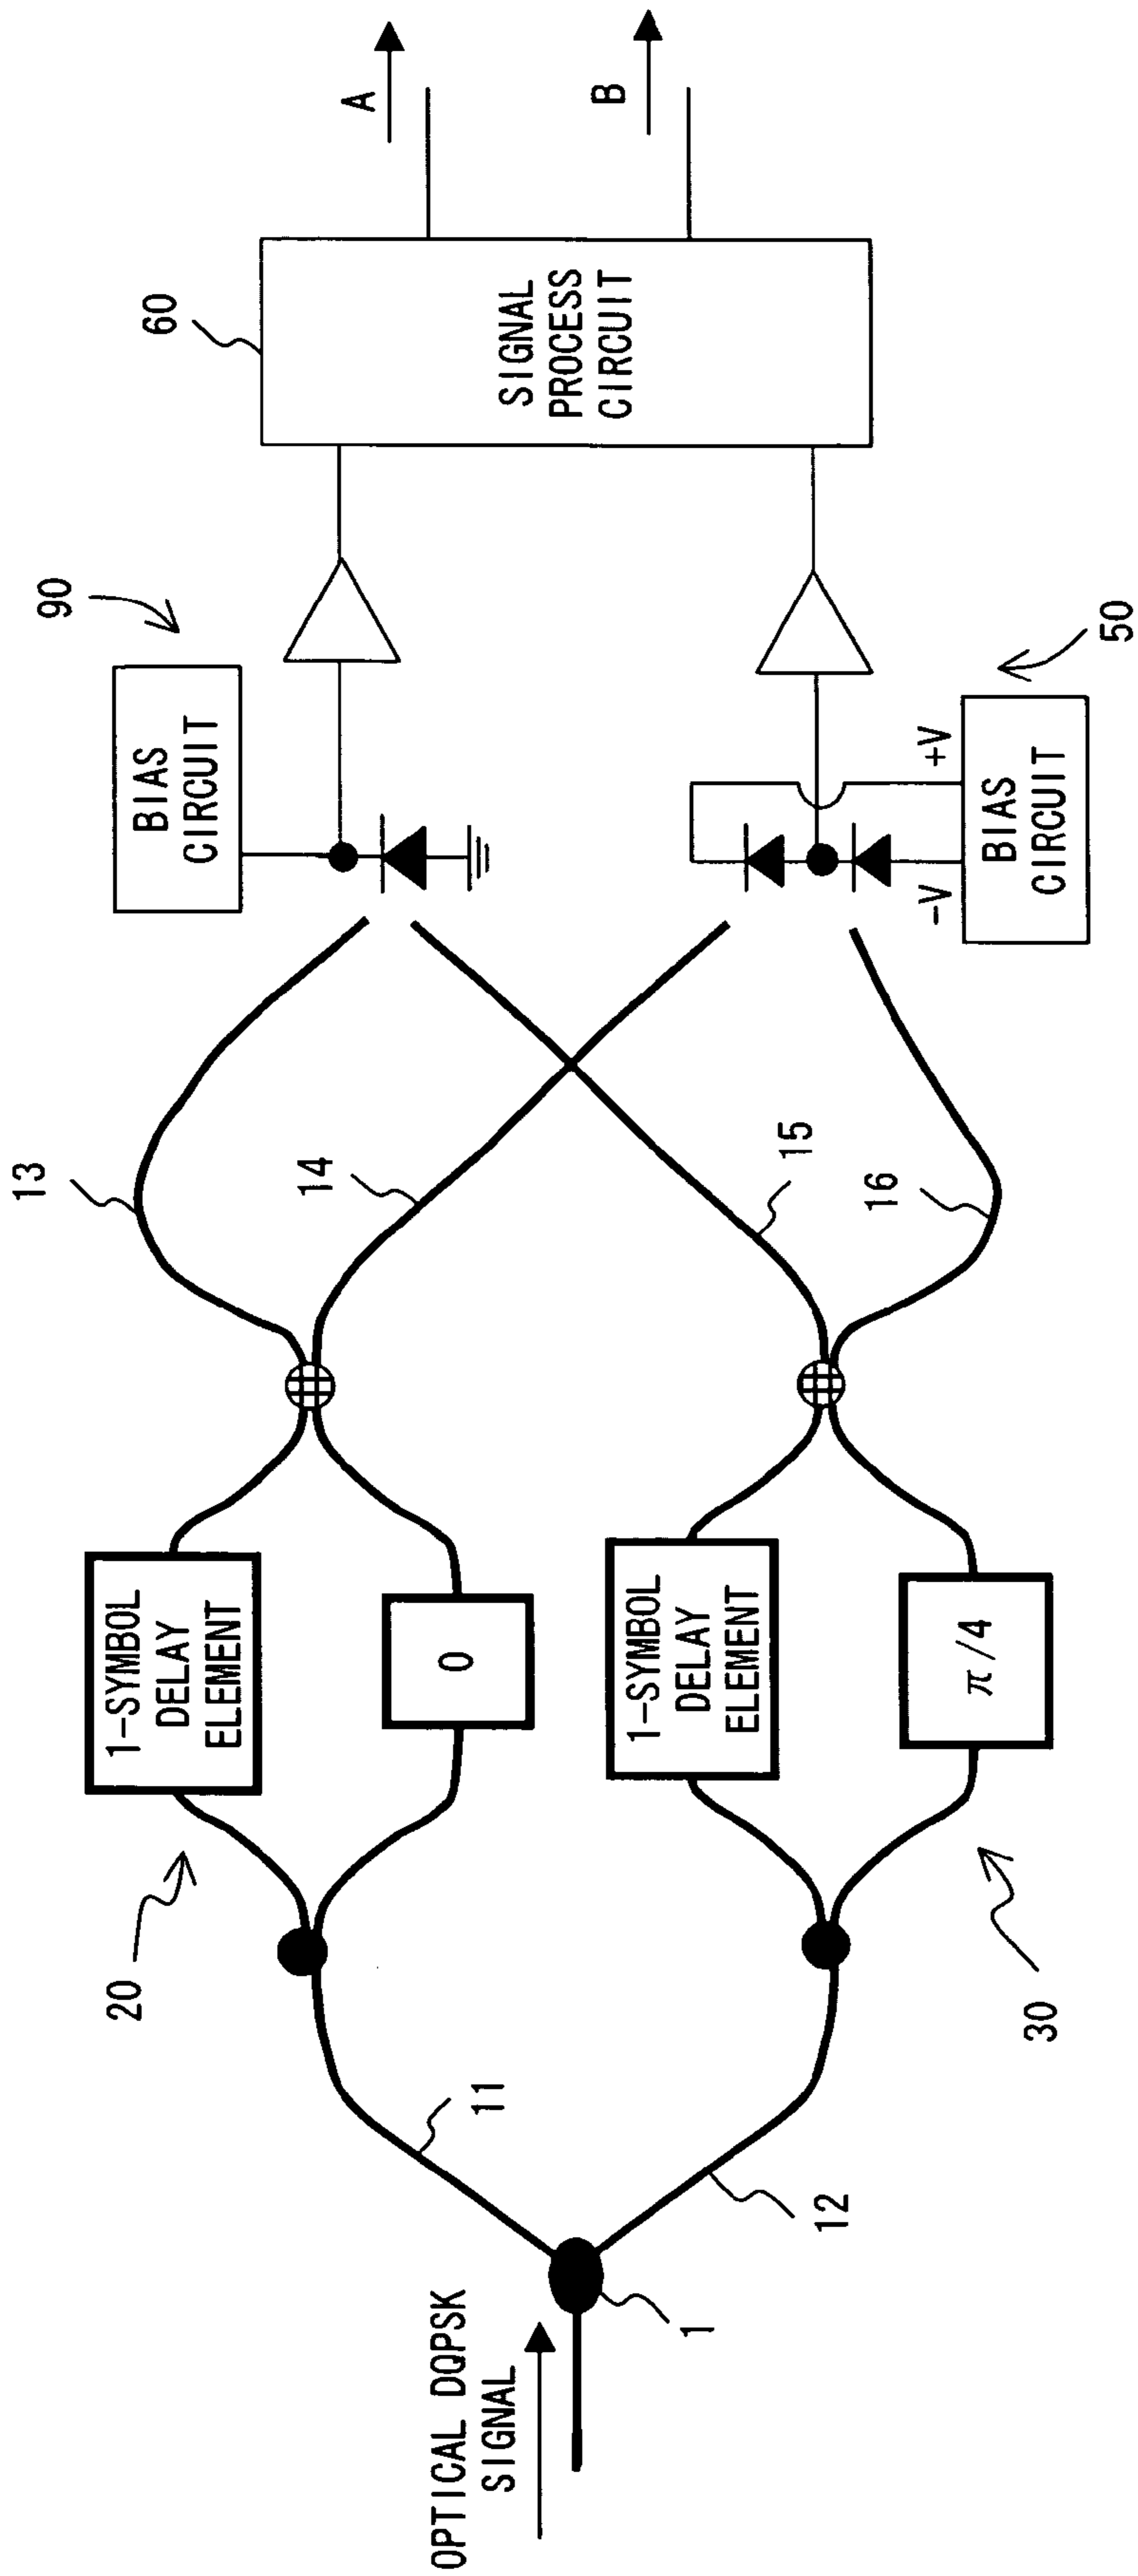 OPTICAL DQPSK
SIGNAL
1
11
12
20
1-SYMBOL
DELAY
ELEMENT
0
30
1-SYMBOL
DELAY
ELEMENT
π/4
13
14
15
16
90
BIAS
CIRCUIT
50
-V
+V
BIAS
CIRCUIT
60
SIGNAL
PROCESS
CIRCUIT
A
B